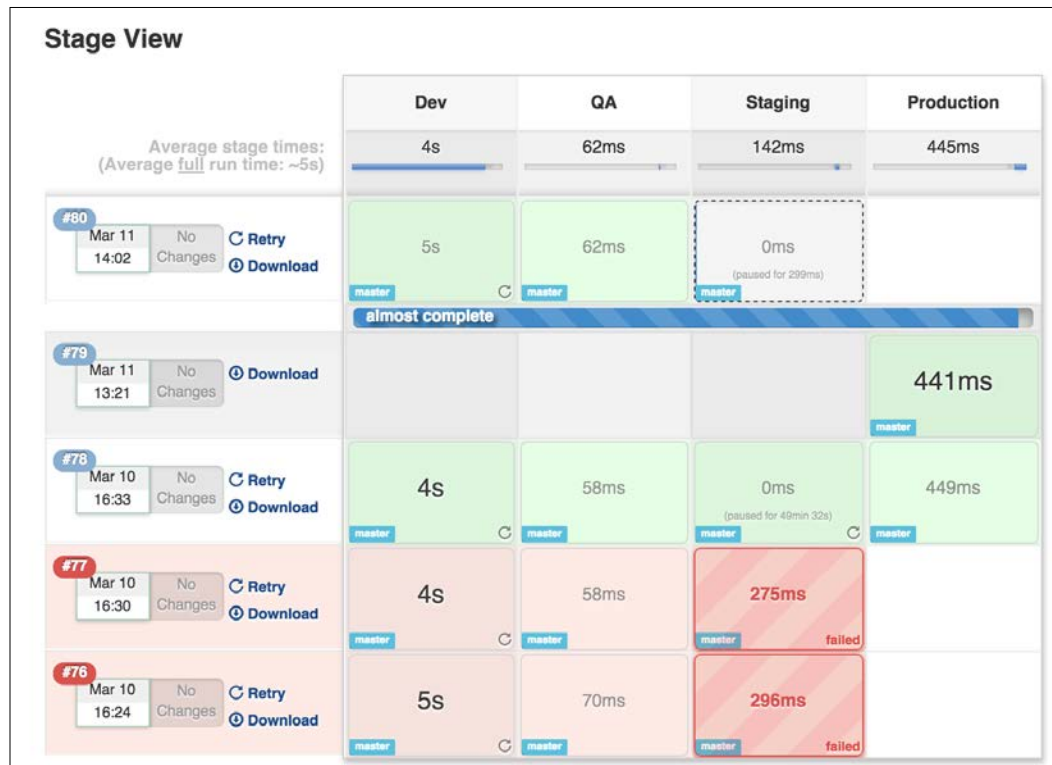 Stage View
Dev QA Staging Production
Average stage times: 4s 62ms 142ms 445ms
(Average full run time: ~5s)
#80
Mar 11 No Changes Retry 5s 62ms 0ms
14:02 Download (paused for 299ms)
master master master
almost complete
#79
Mar 11 No Changes Download 441ms
13:21
master
#78
Mar 10 No Changes Retry 4s 58ms 0ms 449ms
16:33 Download (paused for 49min 32s)
master master master master
#77
Mar 10 No Changes Retry 4s 58ms 275ms
16:30 Download
master master master failed
#76
Mar 10 No Changes Retry 5s 70ms 296ms
16:24 Download
master master master failed